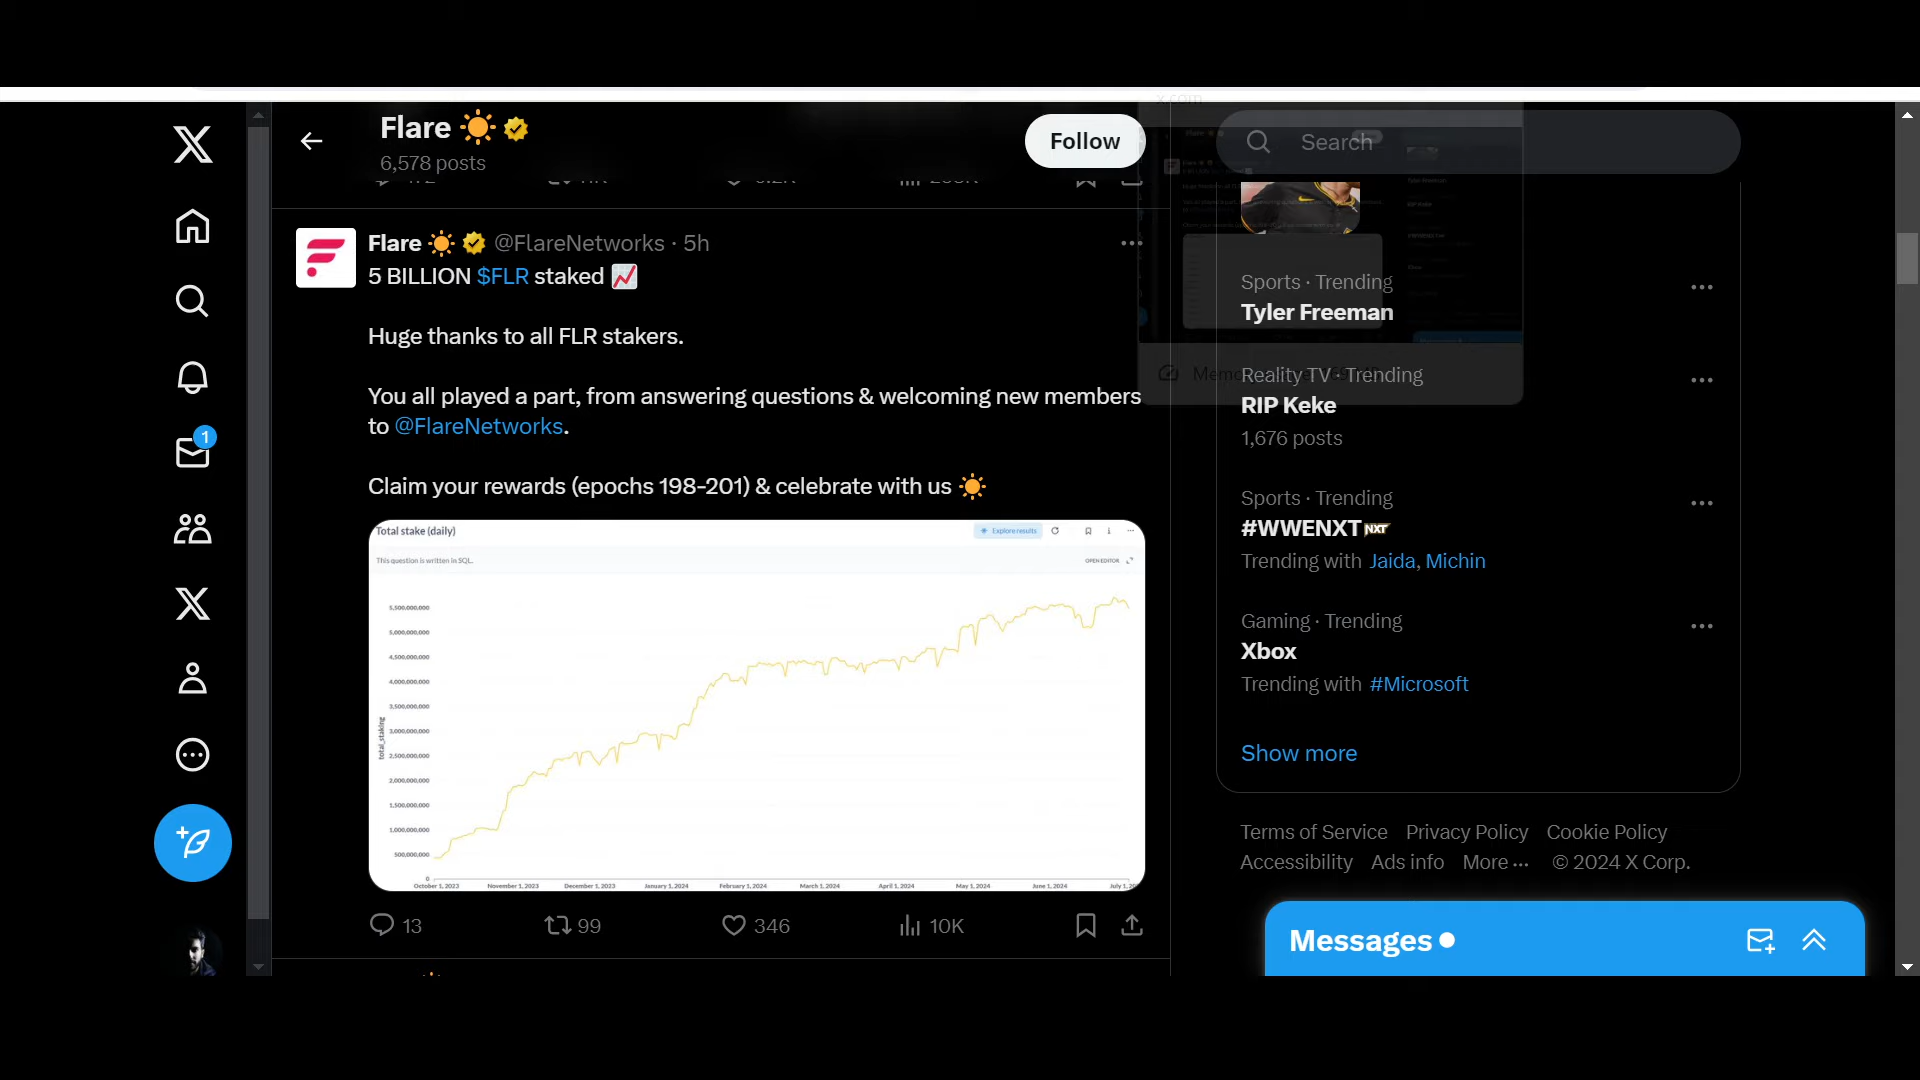 x.com
Flare
6,578 posts
Follow
Search
Flare @FlareNetworks · 5h
5 BILLION $FLR staked
Huge thanks to all FLR stakers.
You all played a part, from answering questions & welcoming new members
to @FlareNetworks.
Claim your rewards (epochs 198-201) & celebrate with us
Total stake (daily)
Explore results
This question is written in SQL.
OPEN EDITOR
total_staking
5,500,000,000
5,000,000,000
4,500,000,000
4,000,000,000
3,500,000,000
3,000,000,000
2,500,000,000
2,000,000,000
1,500,000,000
1,000,000,000
500,000,000
0
October 1, 2023 November 1, 2023 December 1, 2023 January 1, 2024 February 1, 2024 March 1, 2024 April 1, 2024 May 1, 2024 June 1, 2024 July 1, 20
13 99 346 10K
1
Sports · Trending
Tyler Freeman
Reality TV · Trending
RIP Keke
1,676 posts
Sports · Trending
#WWENXT NXT
Trending with Jaida, Michin
Gaming · Trending
Xbox
Trending with #Microsoft
Show more
Terms of Service Privacy Policy Cookie Policy
Accessibility Ads info More ··· © 2024 X Corp.
Messages